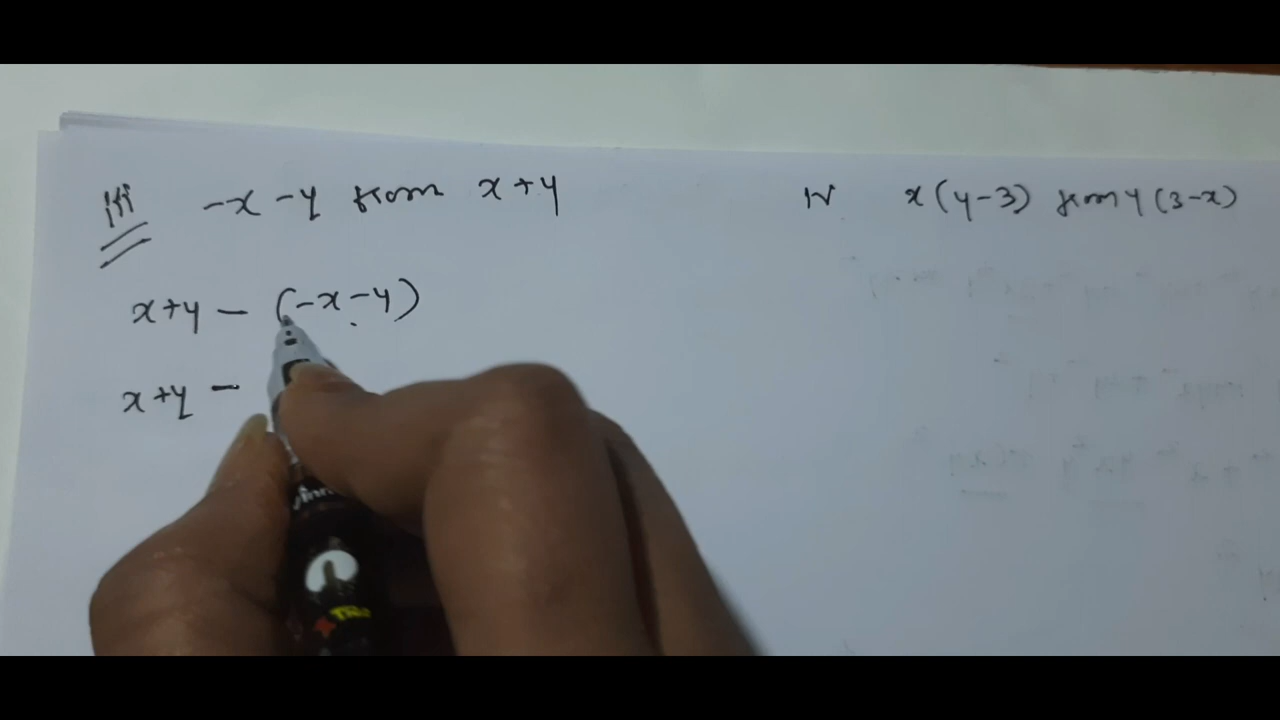 iii -x -y from x+y
x+y - (-x-y)
x+y -
IV x(y-3) from y(3-x)